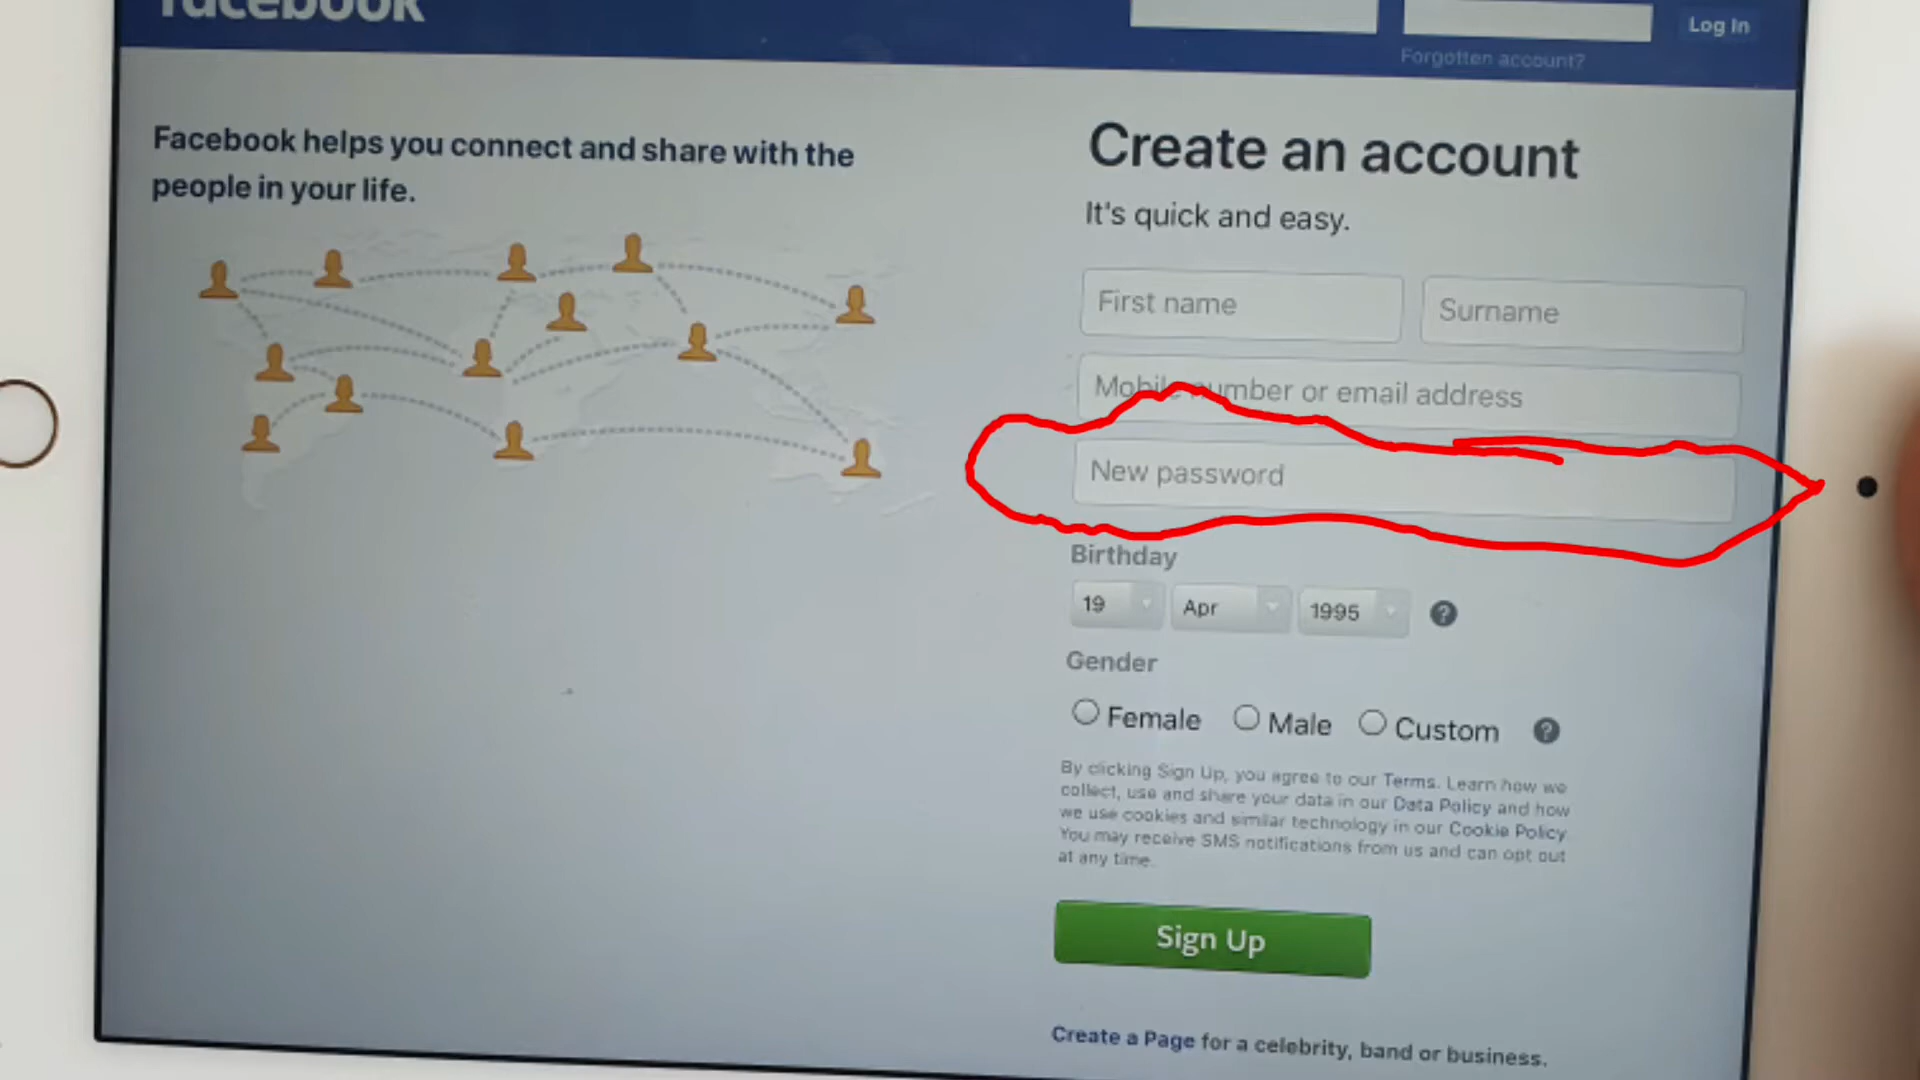 facebook
Log In
Forgotten account?
Facebook helps you connect and share with the
people in your life.
Create an account
It's quick and easy.
First name
Surname
Mobile number or email address
New password
Birthday
19
Apr
1995
?
Gender
Female
Male
Custom
?
By clicking Sign Up, you agree to our Terms. Learn how we
collect, use and share your data in our Data Policy and how
we use cookies and similar technology in our Cookie Policy.
You may receive SMS notifications from us and can opt out
at any time.
Sign Up
Create a Page for a celebrity, band or business.